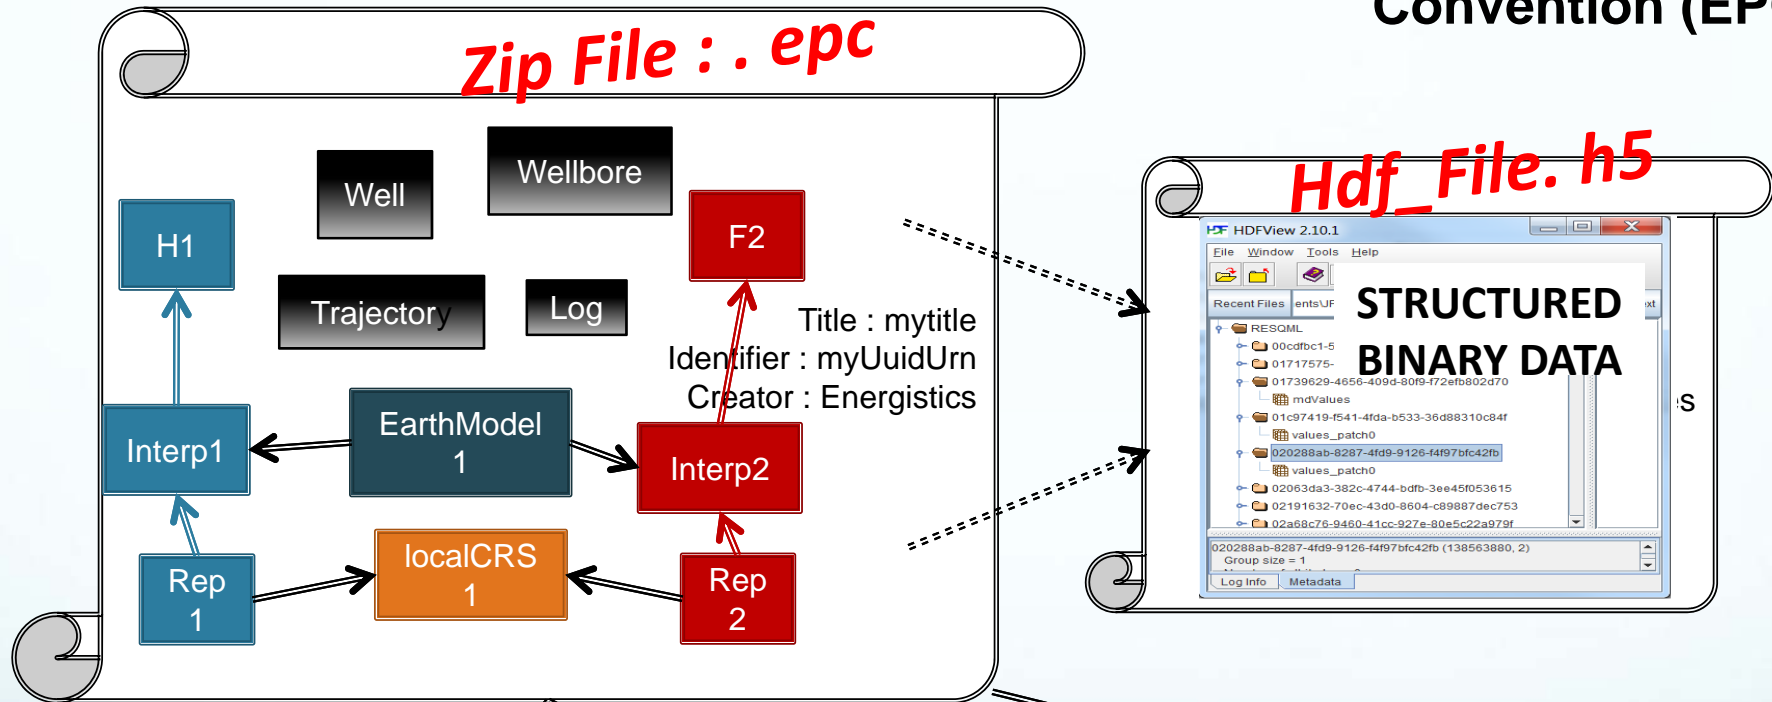 Convention (EP
Zip File : . epc
Hdf_File. h5
Well
Wellbore
H1
F2
Trajectory
Log
Title : mytitle
Identifier : myUuidUrn
Creator : Energistics
Interp1
EarthModel
1
Interp2
Rep
1
localCRS
1
Rep
2
HDFView 2.10.1
File Window Tools Help
Recent Files ents\UF
STRUCTURED
BINARY DATA
RESQML
00cdfbc1-5
01717575-
01739629-4656-409d-80f9-f72efb802d70
mdValues
01c97419-f541-4fda-b533-36d88310c84f
values_patch0
020288ab-8287-4fd9-9126-f4f97bfc42fb
values_patch0
02063da3-382c-4744-bdfb-3ee45f053615
02191632-70ec-43d0-8604-c89887dec753
02a68c76-9460-41cc-927e-80e5c22a979f
020288ab-8287-4fd9-9126-f4f97bfc42fb (138563880, 2)
Group size = 1
Log Info Metadata